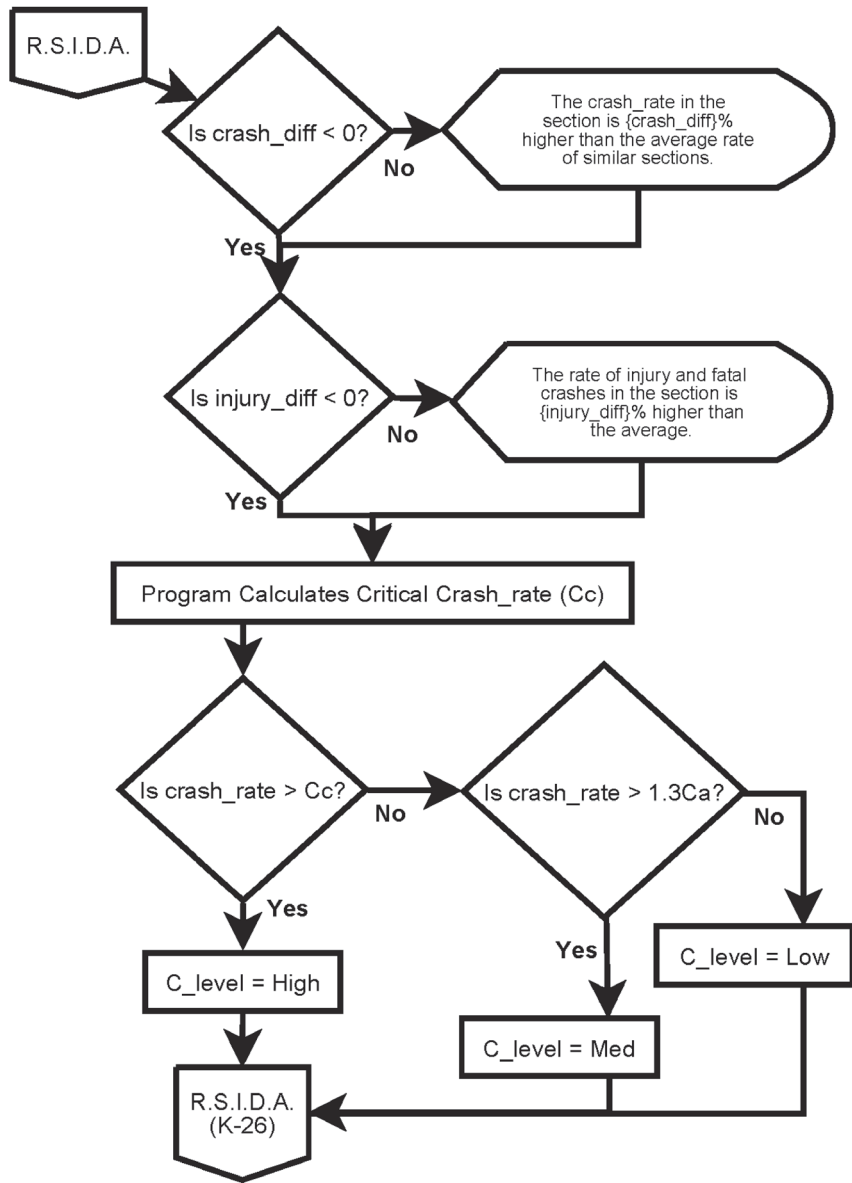 R.S.I.D.A.
Is crash_diff < 0?
No
The crash_rate in the
section is {crash_diff}%
higher than the average rate
of similar sections.
Yes
Is injury_diff < 0?
No
The rate of injury and fatal
crashes in the section is
{injury_diff}% higher than
the average.
Yes
Program Calculates Critical Crash_rate (Cc)
Is crash_rate > Cc?
No
Is crash_rate > 1.3Ca?
No
Yes
C_level = High
Yes
C_level = Low
C_level = Med
R.S.I.D.A.
(K-26)